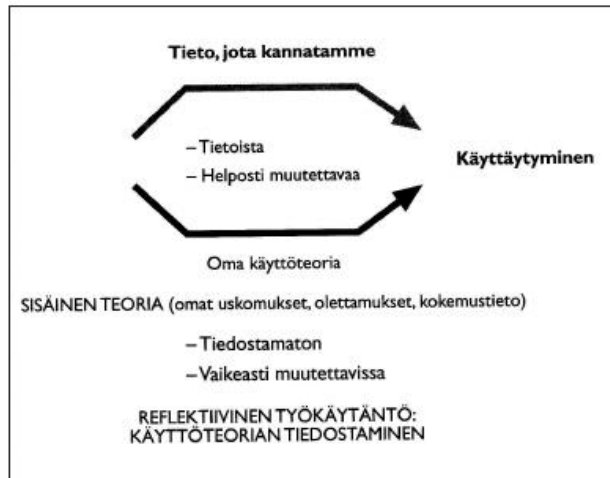 Tieto, jota kannatamme
– Tietoista
– Helposti muutettavaa
Käyttäytyminen
Oma käyttöteoria
SISÄINEN TEORIA (omat uskomukset, olettamukset, kokemustieto)
– Tiedostamaton
– Vaikeasti muutettavissa
REFLEKTIIVINEN TYÖKÄYTÄNTÖ:
KÄYTTÖTEORIAN TIEDOSTAMINEN